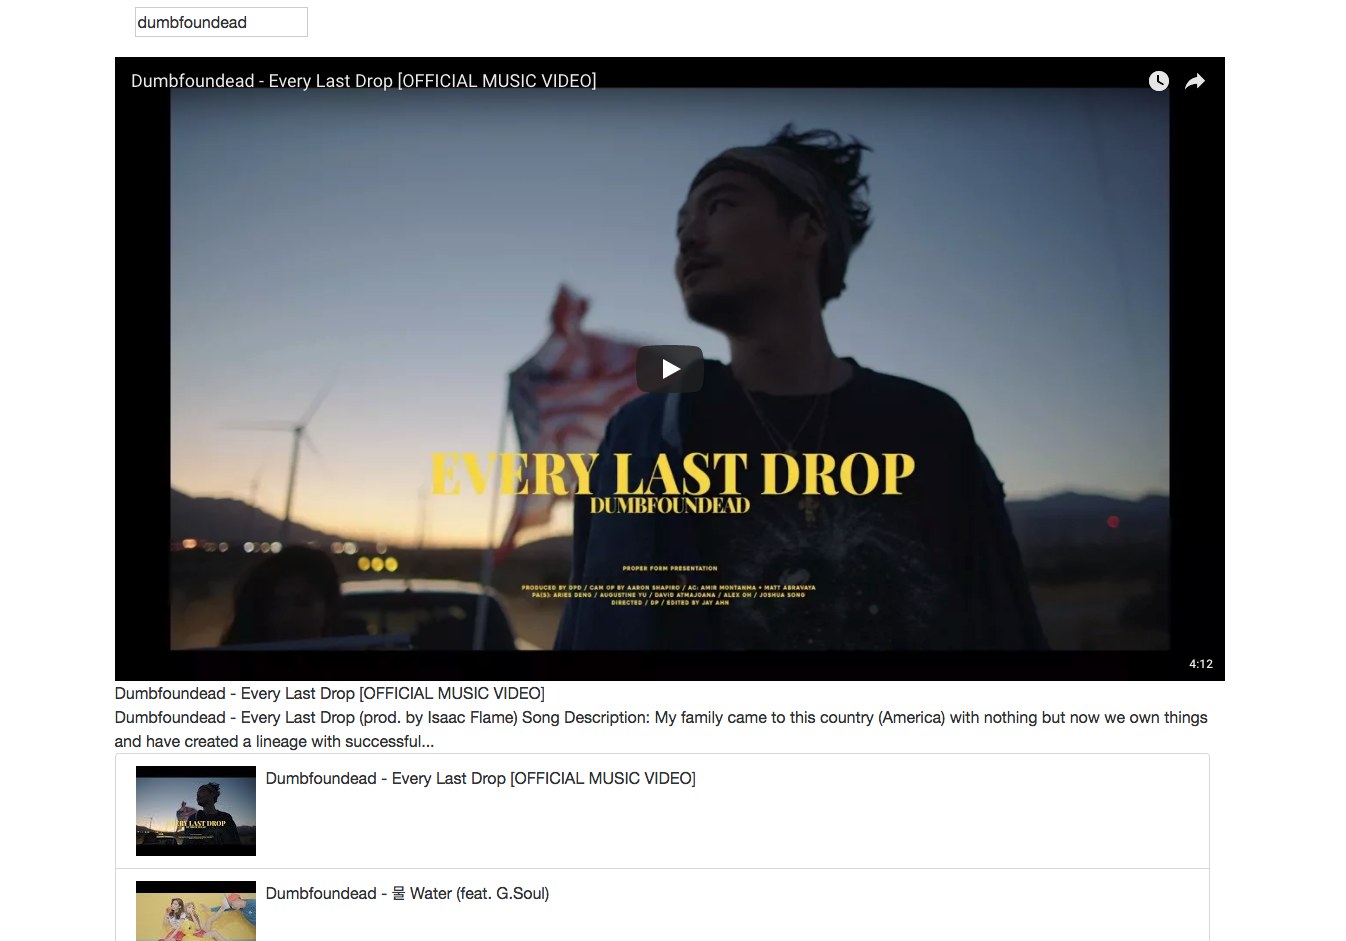 dumbfoundead
Dumbfoundead - Every Last Drop [OFFICIAL MUSIC VIDEO]
EVERY LAST DROP
DUMBFOUNDEAD
PROPER FORM PRESENTATION
PRODUCED BY DPD / CAM OP BY AARON SHAPIRO / AC: AMIR MONTANHA + MATT ABRAVAYA
PA(S): ARIES DENG / AUGUSTINE YU / DAVID ATMAJOANA / ALEX OH / JOSHUA SONG
DIRECTED / DP / EDITED BY JAY AHN
4:12
Dumbfoundead - Every Last Drop [OFFICIAL MUSIC VIDEO]
Dumbfoundead - Every Last Drop (prod. by Isaac Flame) Song Description: My family came to this country (America) with nothing but now we own things
and have created a lineage with successful...
EVERY LAST DROP
Dumbfoundead - Every Last Drop [OFFICIAL MUSIC VIDEO]
Dumbfoundead - 물 Water (feat. G.Soul)